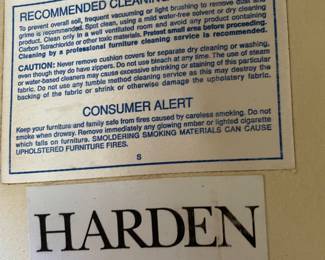 RECOMMENDED CLEANING
To prevent overall soil, frequent vacuuming or light brushing to remove dust and
grime is recommended. Spot clean, using a mild water-free solvent or dry cleaning
product. Clean only in a well ventilated room and avoid any product containing
Carbon Tetrachloride of other toxic materials. Pretest small area before proceeding.
Cleaning by a professional furniture cleaning service is recommended.
CAUTION: Never remove cushion covers for separate dry cleaning or washing,
even though they do have zippers. Do not use bleach at any time. The use of steam
or water-based cleaners may cause excessive shrinking or staining of this particular
fabric. Do not use any tumble method cleaning service as this may destroy the
backing of the fabric or shrink or otherwise damage the upholstery fabric.
CONSUMER ALERT
Keep your furniture and family safe from fires caused by careless smoking. Do not
smoke when drowsy. Remove immediately any glowing ember or lighted cigarette
which falls on furniture. SMOLDERING SMOKING MATERIALS CAN CAUSE
UPHOLSTERED FURNITURE FIRES.
S
HARDEN